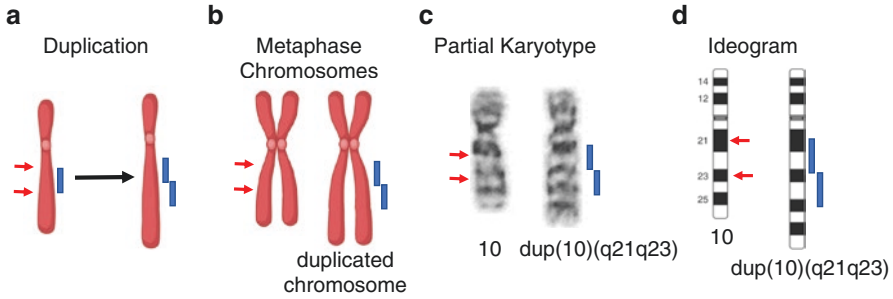 a
Duplication
b
Metaphase
Chromosomes
duplicated
chromosome
c
Partial Karyotype
10
dup(10)(q21q23)
d
Ideogram
14
12
21
23
25
10
dup(10)(q21q23)